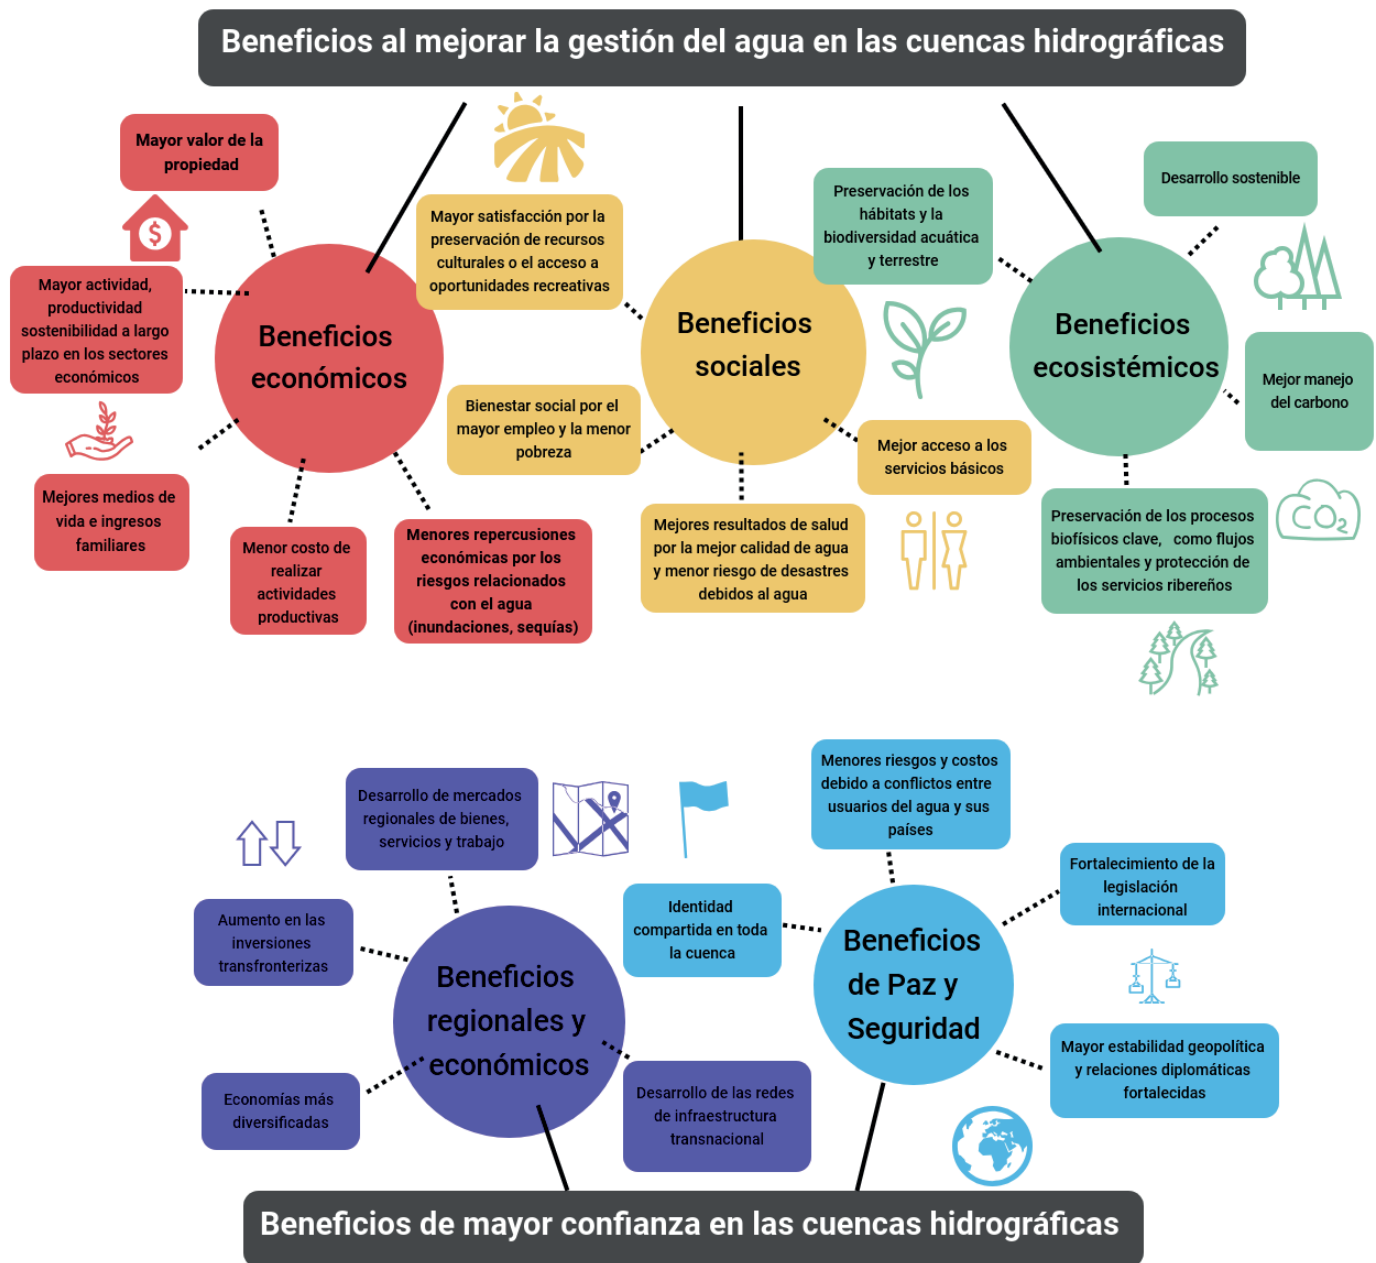 Beneficios al mejorar la gestión del agua en las cuencas hidrográficas
Mayor valor de la
propiedad
$
Mayor actividad,
productividad
sostenibilidad a largo
plazo en los sectores
económicos
Beneficios
económicos
Mejores medios de
vida e ingresos
familiares
Menor costo de
realizar
actividades
productivas
Menores repercusiones
económicas por los
riesgos relacionados
con el agua
(inundaciones, sequías)
Mayor satisfacción por la
preservación de recursos
culturales o el acceso a
oportunidades recreativas
Beneficios
sociales
Bienestar social por el
mayor empleo y la menor
pobreza
Mejor acceso a los
servicios básicos
Mejores resultados de salud
por la mejor calidad de agua
y menor riesgo de desastres
debidos al agua
Preservación de los
hábitats y la
biodiversidad acuática
y terrestre
Desarrollo sostenible
Beneficios
ecosistémicos
Mejor manejo
del carbono
CO2
Preservación de los procesos
biofísicos clave, como flujos
ambientales y protección de
los servicios ribereños
Desarrollo de mercados
regionales de bienes,
servicios y trabajo
Aumento en las
inversiones
transfronterizas
Beneficios
regionales y
económicos
Economías más
diversificadas
Desarrollo de las redes
de infraestructura
transnacional
Menores riesgos y costos
debido a conflictos entre
usuarios del agua y sus
países
Identidad
compartida en toda
la cuenca
Fortalecimiento de la
legislación
internacional
Beneficios
de Paz y
Seguridad
Mayor estabilidad geopolítica
y relaciones diplomáticas
fortalecidas
Beneficios de mayor confianza en las cuencas hidrográficas